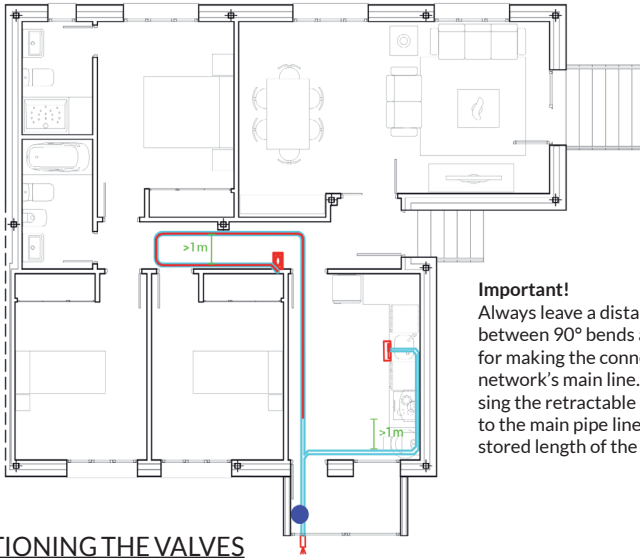 >1m
Important!
Always leave a dista
between 90° bends a
for making the conne
network's main line.
sing the retractable
to the main pipe line
stored length of the
>1m
TIONING THE VALVES